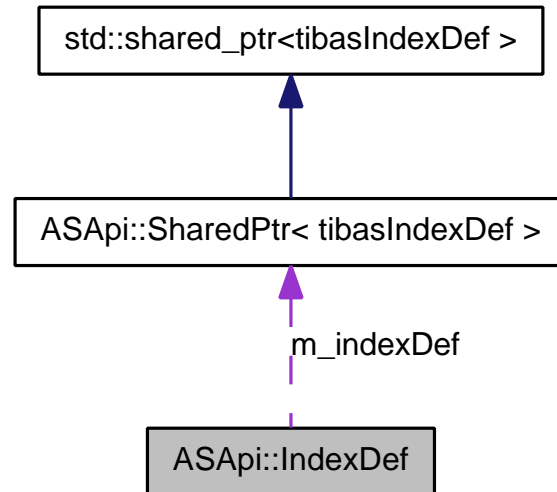 std::shared_ptr<tibasIndexDef >
ASApi::SharedPtr< tibasIndexDef >
m_indexDef
ASApi::IndexDef